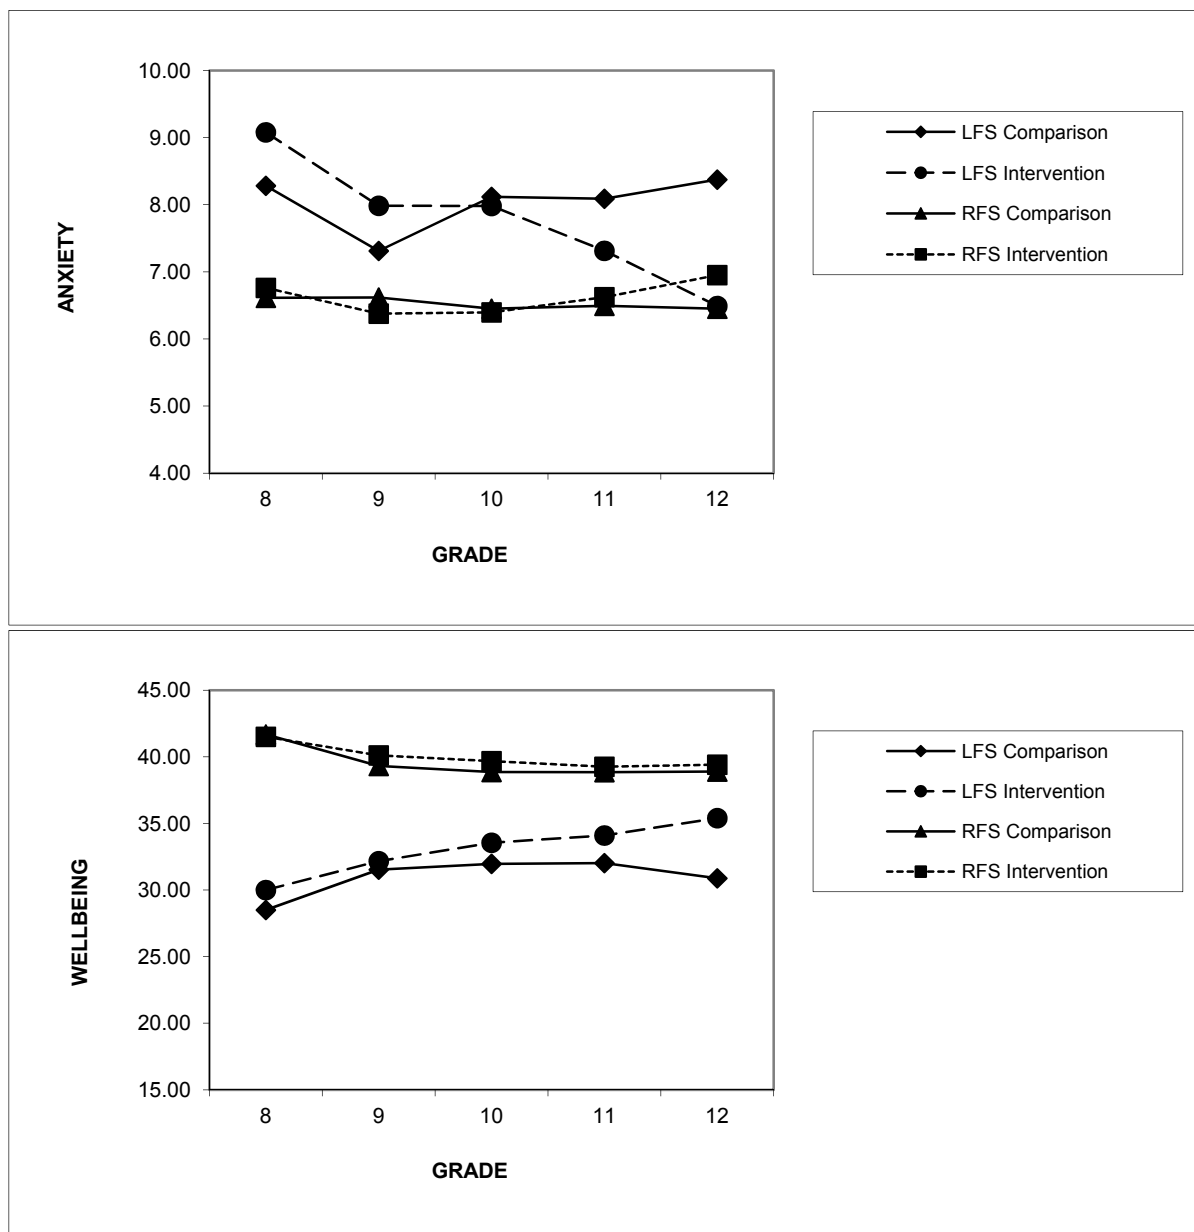 10.00
9.00
8.00
7.00
6.00
5.00
4.00
ANXIETY
8 9 10 11 12
GRADE
LFS Comparison
LFS Intervention
RFS Comparison
RFS Intervention
45.00
40.00
35.00
30.00
25.00
20.00
15.00
WELLBEING
8 9 10 11 12
GRADE
LFS Comparison
LFS Intervention
RFS Comparison
RFS Intervention